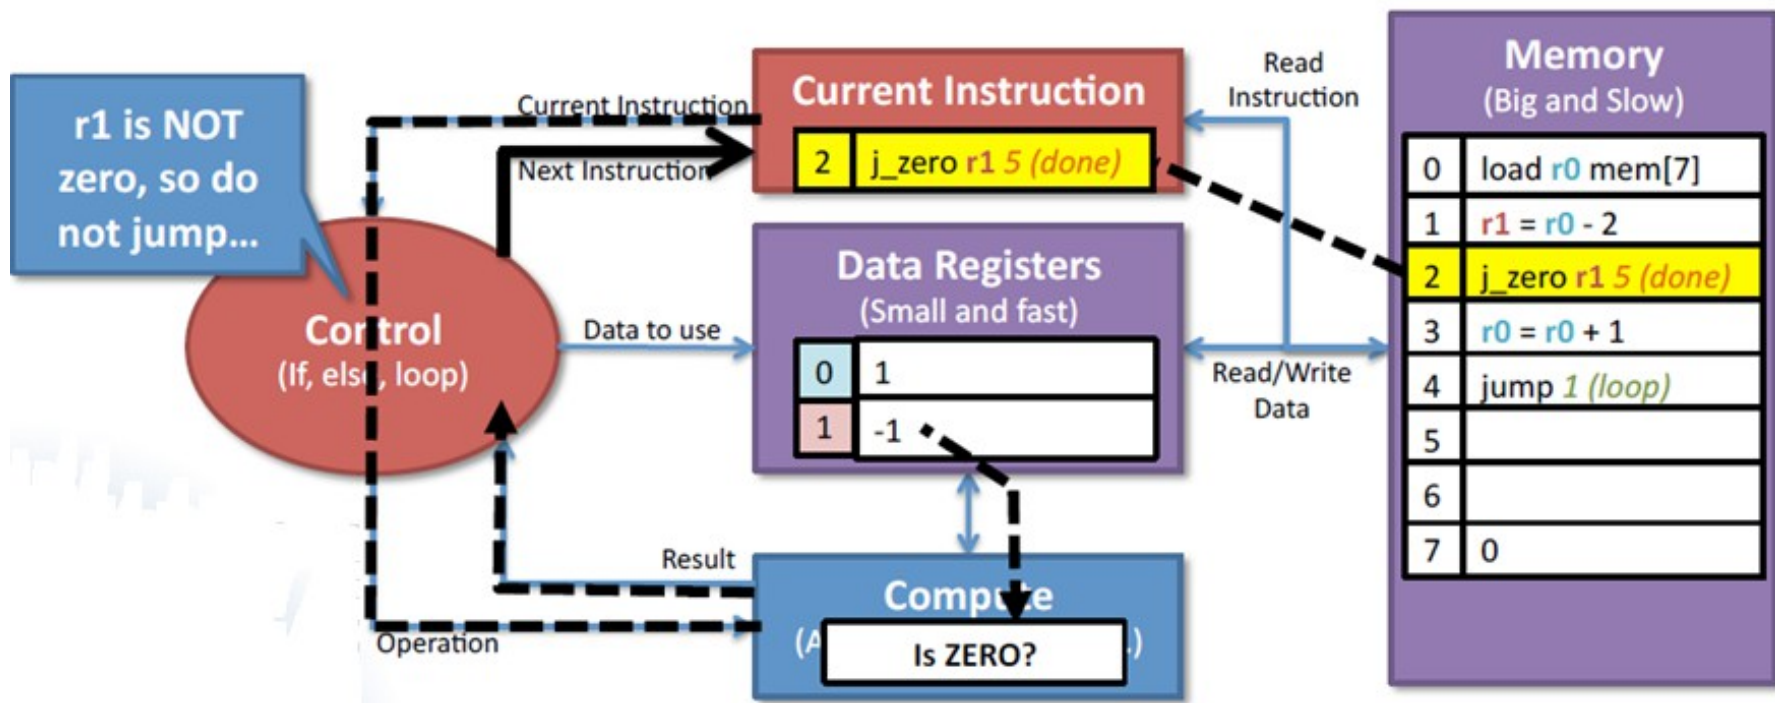 r1 is NOT
zero, so do
not jump...
Control
(If, else, loop)
Current Instruction
Next Instruction
Data to use
Result
Operation
Current Instruction
2 j_zero r1 5 (done)
Data Registers
(Small and fast)
0 1
1 -1
Compute
Is ZERO?
Read
Instruction
Read/Write
Data
Memory
(Big and Slow)
0 load r0 mem[7]
1 r1 = r0 - 2
2 j_zero r1 5 (done)
3 r0 = r0 + 1
4 jump 1 (loop)
5
6
7 0